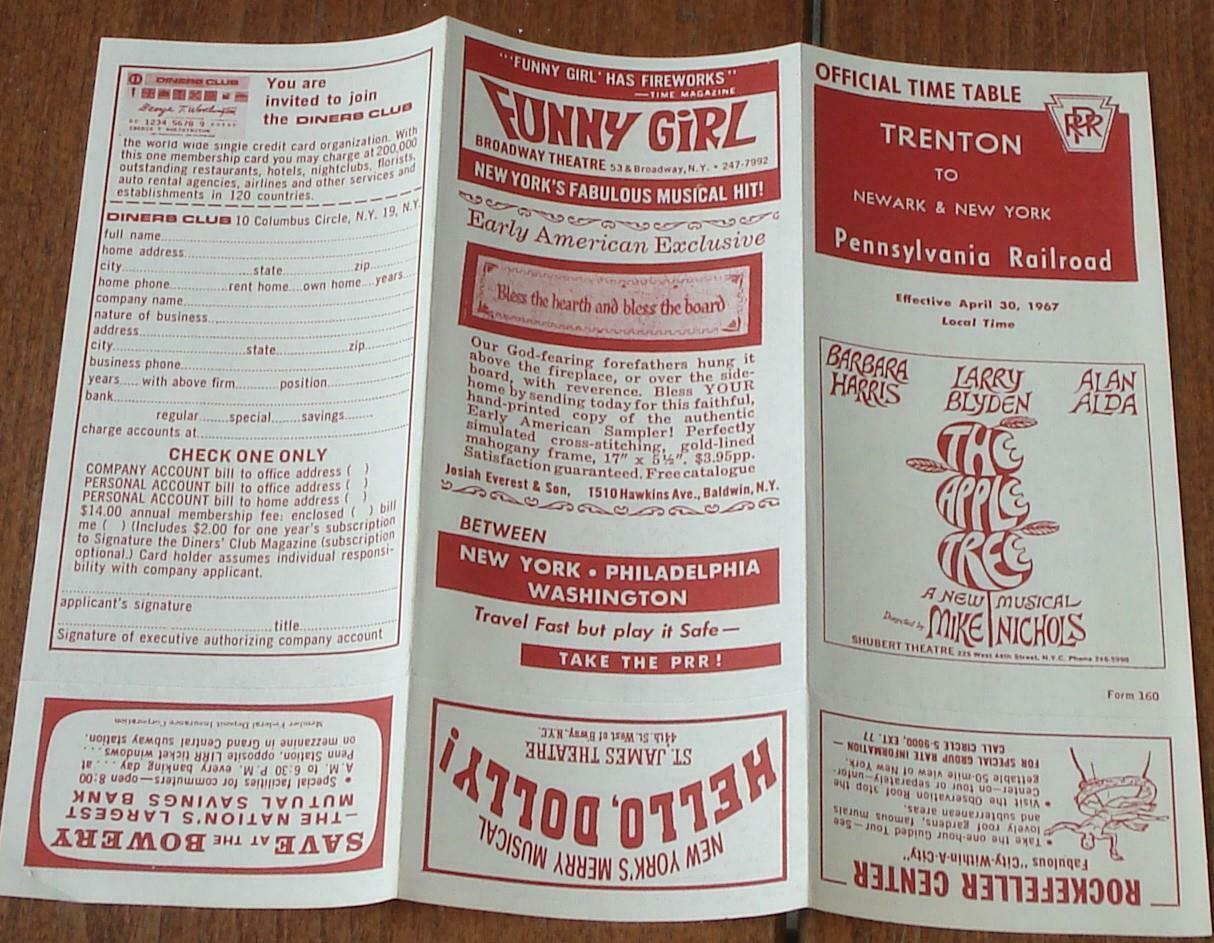 DINERS CLUB
George T. Washington
1234 5678 9
You are
invited to join
the DINERS CLUB
the world wide single credit card organization. With
this one membership card you may charge at 200,000
outstanding restaurants, hotels, nightclubs, florists,
auto rental agencies, airlines and other services and
establishments in 120 countries.
DINERS CLUB 10 Columbus Circle, N.Y. 19, N.Y.
full name
home address
city state zip
home phone rent home own home years
company name
nature of business
address
city state zip
business phone
years with above firm position
bank
regular special savings
charge accounts at
CHECK ONE ONLY
COMPANY ACCOUNT bill to office address ( )
PERSONAL ACCOUNT bill to office address ( )
PERSONAL ACCOUNT bill to home address ( )
$14.00 annual membership fee: enclosed ( ) bill
me ( ) (Includes $2.00 for one year's subscription
to Signature the Diners' Club Magazine (subscription
optional.) Card holder assumes individual responsi-
bility with company applicant.
applicant's signature
title
Signature of executive authorizing company account
SAVE AT THE BOWERY
—THE NATION'S LARGEST
MUTUAL SAVINGS BANK
• Special facilities for commuters—open 8:00
A.M. to 6:30 P.M. every banking day . . . at
Penn Station, opposite LIRR ticket windows . . .
on mezzanine in Grand Central subway station.
Member Federal Deposit Insurance Corporation
"'FUNNY GIRL' HAS FIREWORKS"
—TIME MAGAZINE
FUNNY GIRL
BROADWAY THEATRE 53 & Broadway, N.Y. • 247-7992
NEW YORK'S FABULOUS MUSICAL HIT!
Early American Exclusive
Bless the hearth and bless the board
Our God-fearing forefathers hung it
above the fireplace, or over the side-
board, with revérence. Bless YOUR
home by sending today for this faithful,
hand-printed copy of the authentic
Early American Sampler! Perfectly
simulated cross-stitching, gold-lined
mahogany frame, 17" x 5½". $3.95pp.
Satisfaction guaranteed. Free catalogue
Josiah Everest & Son, 1510 Hawkins Ave., Baldwin, N.Y.
BETWEEN
NEW YORK • PHILADELPHIA
WASHINGTON
Travel Fast but play it Safe—
TAKE THE PRR!
NEW YORK'S MERRY MUSICAL
HELLO, DOLLY!
ST. JAMES THEATRE
44th St. West of B'way. N.Y.C.
OFFICIAL TIME TABLE
PRR
TRENTON
TO
NEWARK & NEW YORK
Pennsylvania Railroad
Effective April 30, 1967
Local Time
BARBARA HARRIS
LARRY BLYDEN
ALAN ALDA
THE
APPLE
TREE
A NEW MUSICAL
Directed by MIKE NICHOLS
SHUBERT THEATRE 225 West 44th Street, N.Y.C. Phone 246-5990
Form 160
ROCKEFELLER CENTER
Fabulous "City-Within-A-City"
• Take the one-hour Guided Tour—See
lovely roof gardens, famous murals
and subterranean areas.
• Visit the Observation Roof atop the
Center—on tour or separately—unfor-
gettable 50-mile view of New York.
FOR SPECIAL GROUP RATE INFORMATION —
CALL CIRCLE 5-9000, EXT. 77